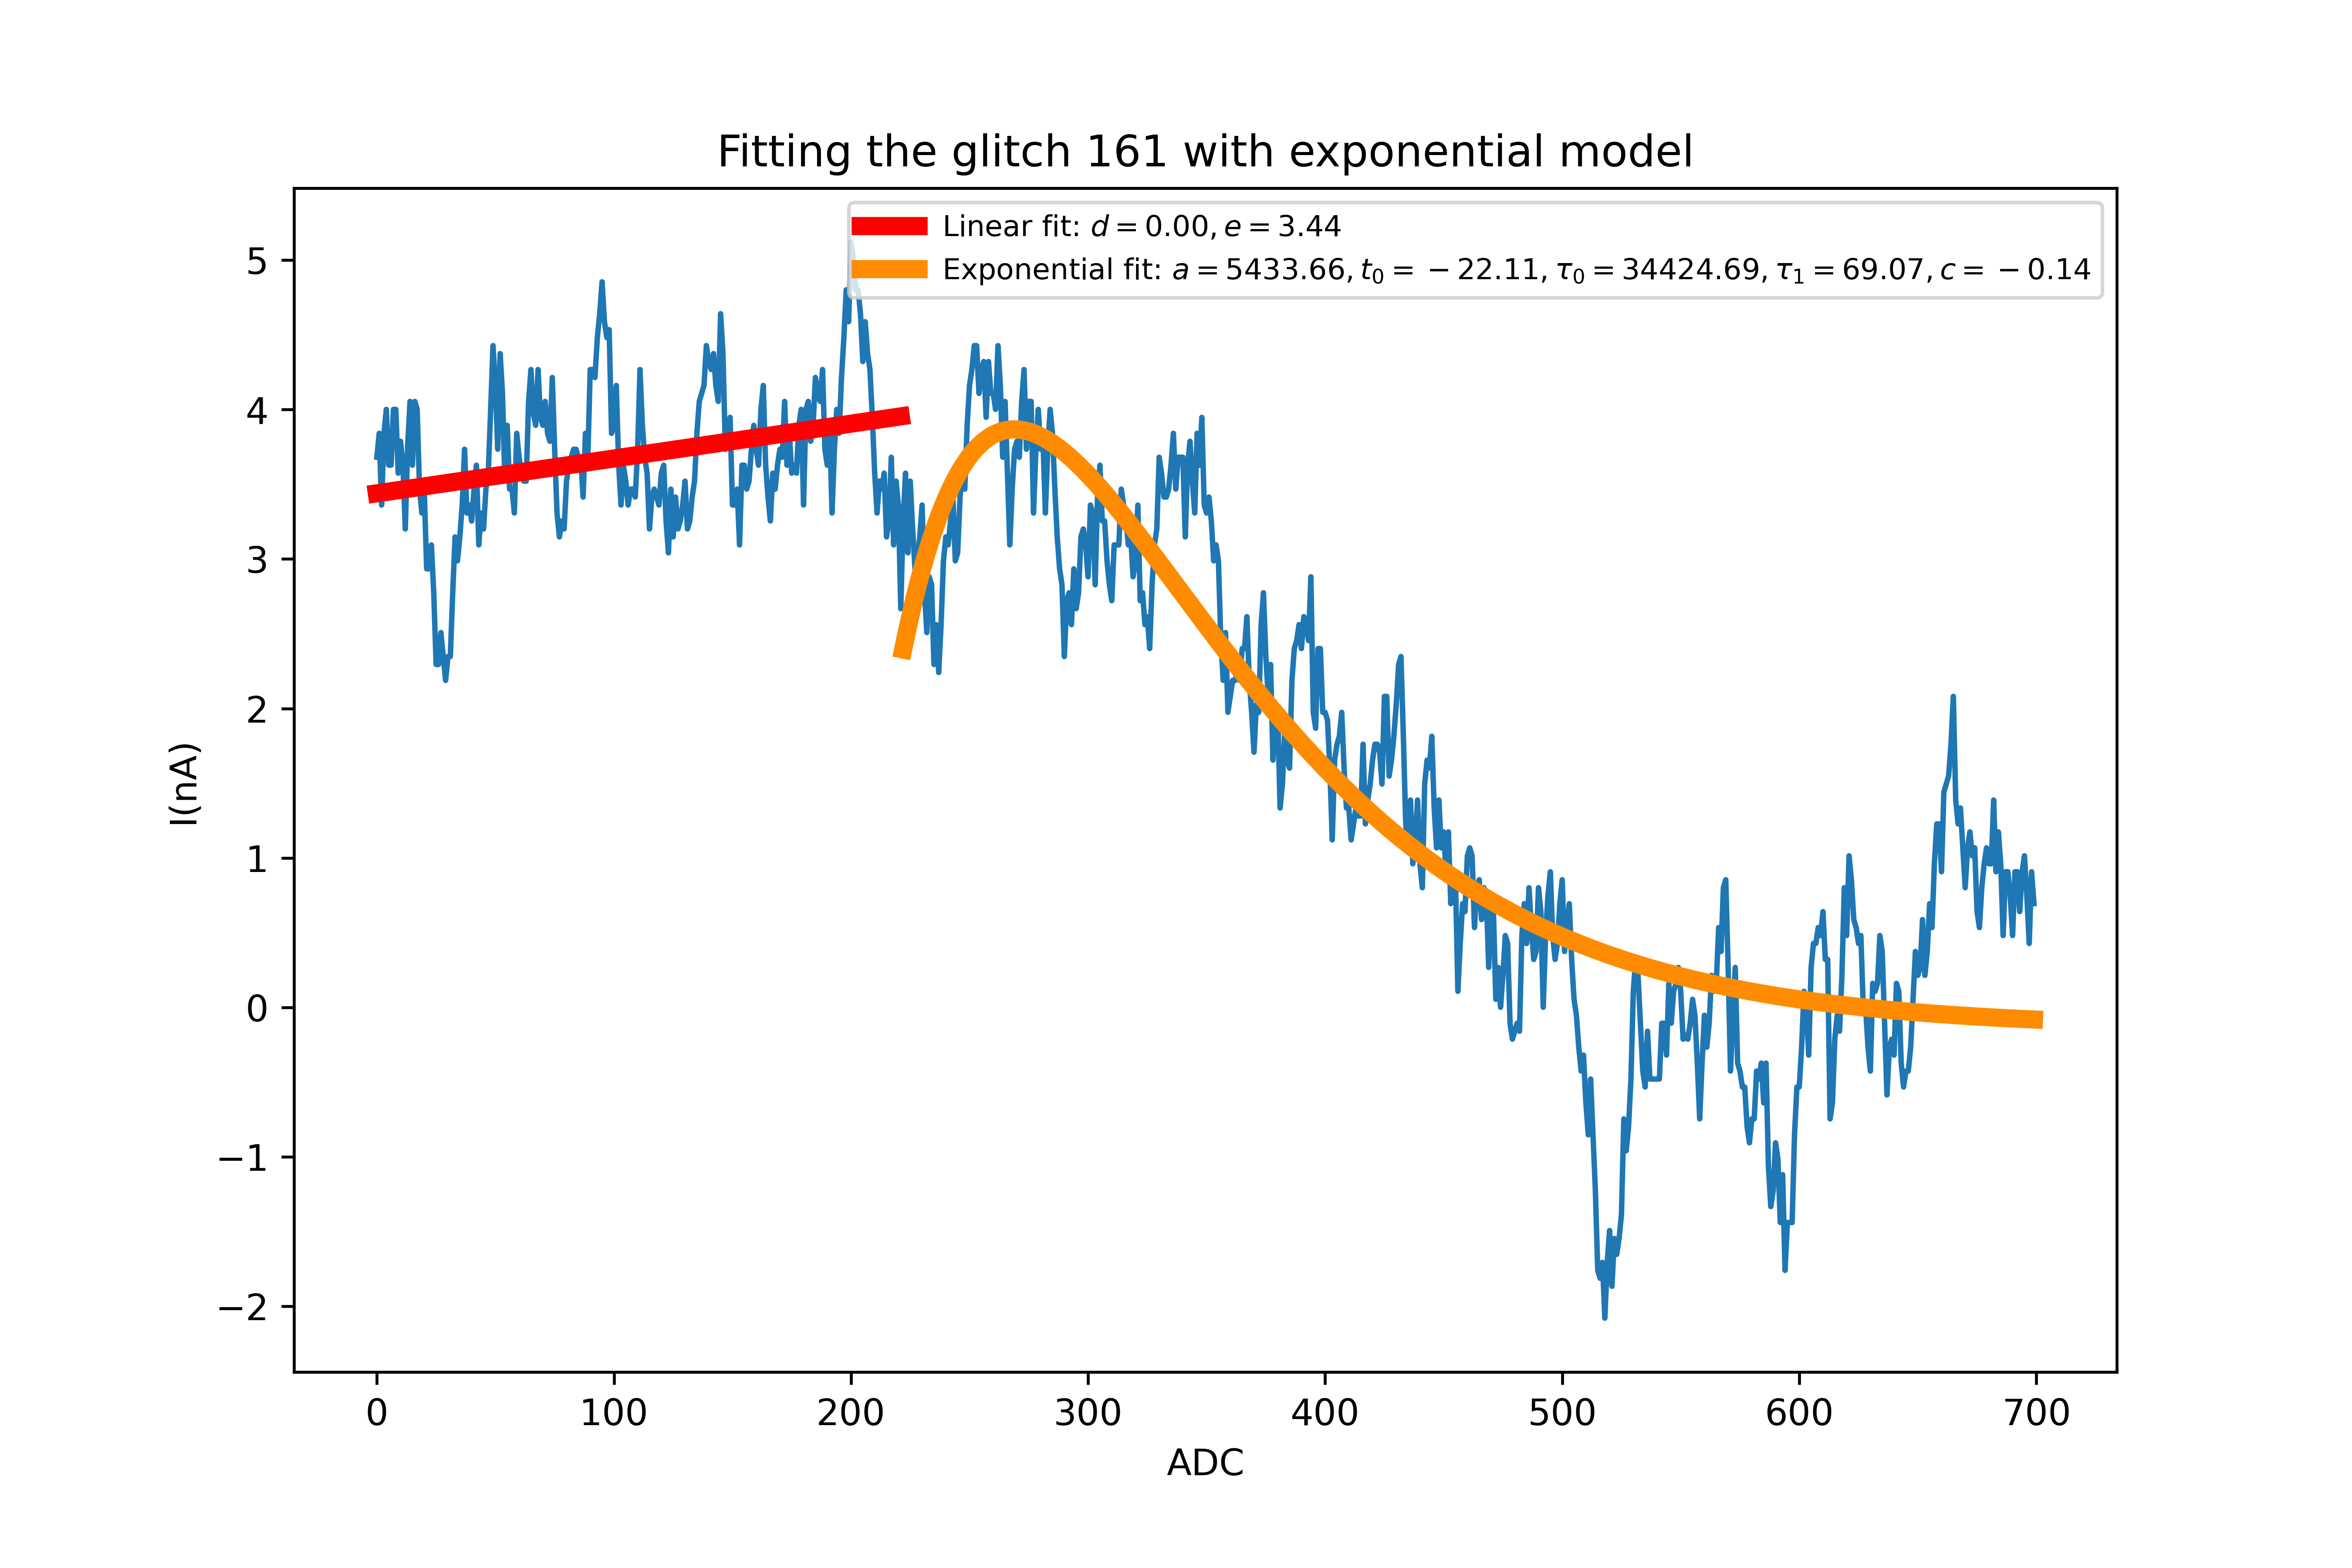 Fitting the glitch 161 with exponential model
Linear fit: d = 0.00, e = 3.44
Exponential fit: a = 5433.66, t₀ = −22.11, τ₀ = 34424.69, τ₁ = 69.07, c = −0.14
5
4
3
2
1
0
−1
−2
I(nA)
0 100 200 300 400 500 600 700
ADC